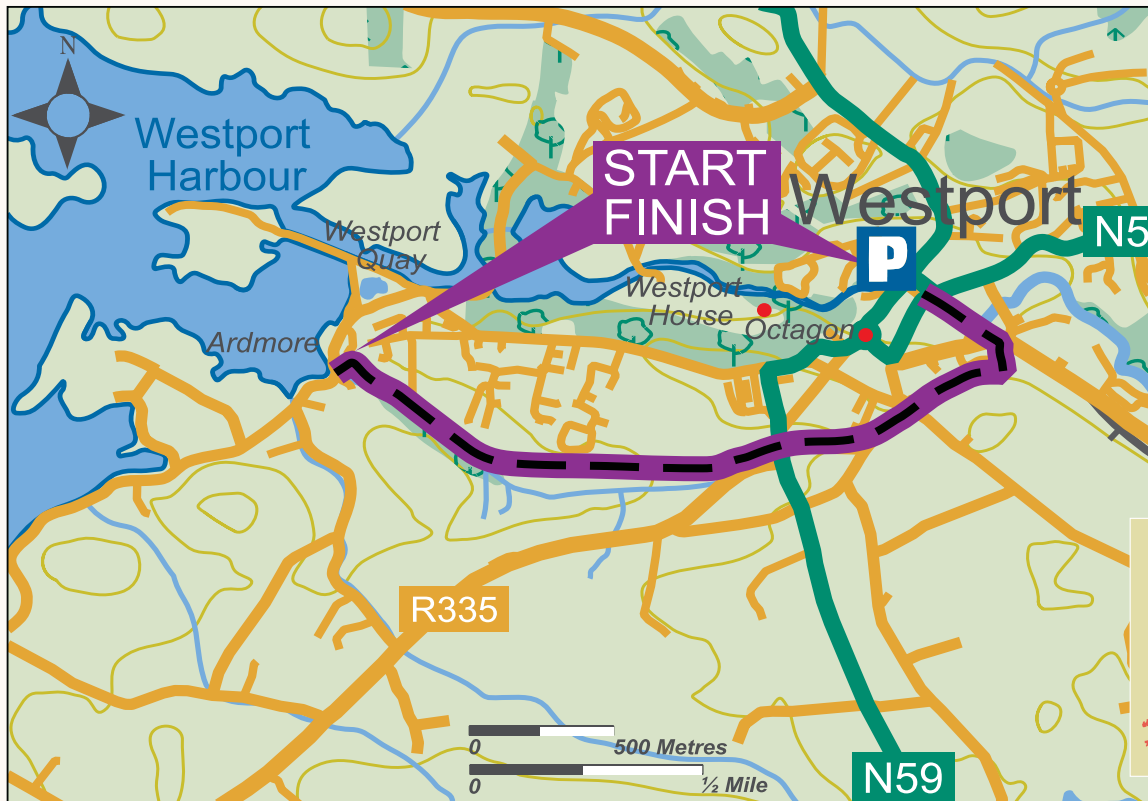 N
Westport
Harbour
START
FINISH
Westport
P
N5
Westport
Quay
Westport
House
Octagon
Ardmore
R335
0
500 Metres
0
½ Mile
N59